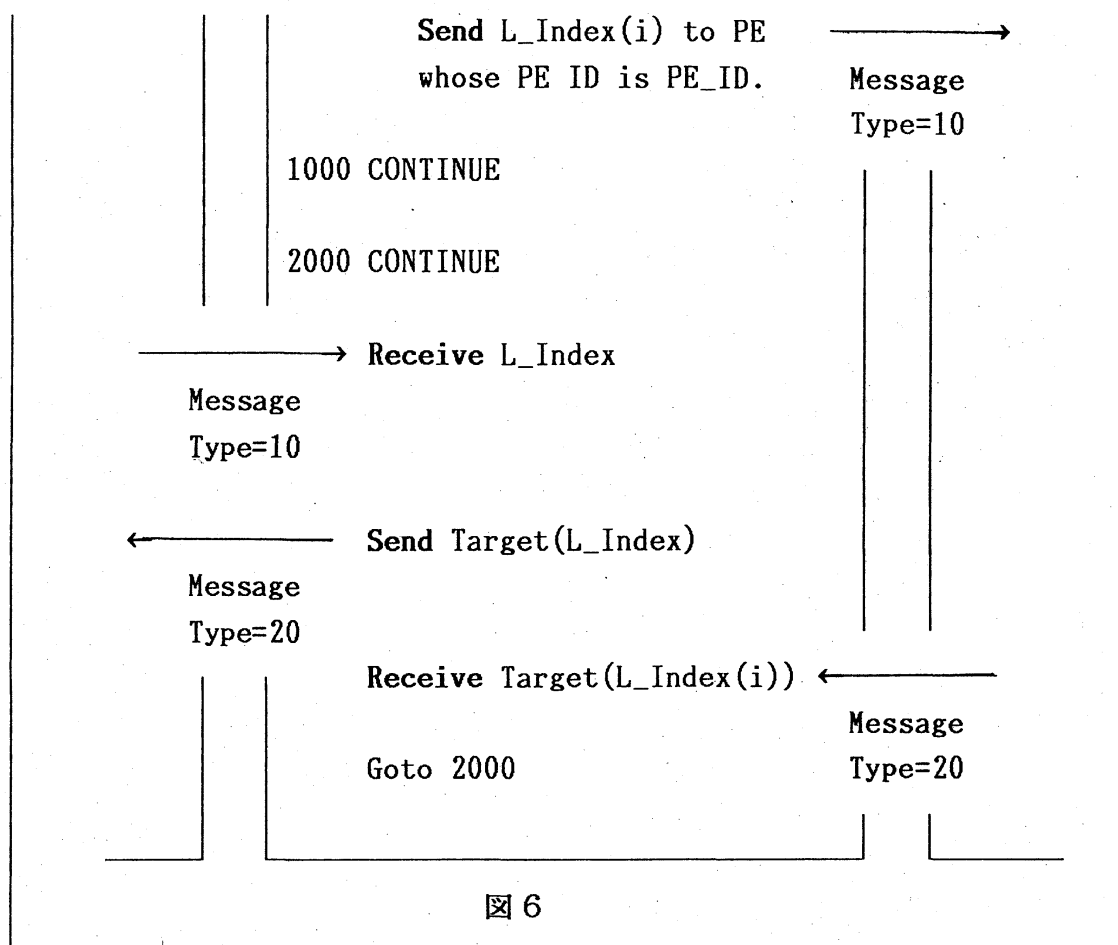 Send L_Index(i) to PE
whose PE ID is PE_ID.
Message
Type=10
1000 CONTINUE
2000 CONTINUE
Receive L_Index
Message
Type=10
Send Target(L_Index)
Message
Type=20
Receive Target(L_Index(i))
Message
Type=20
Goto 2000
図6